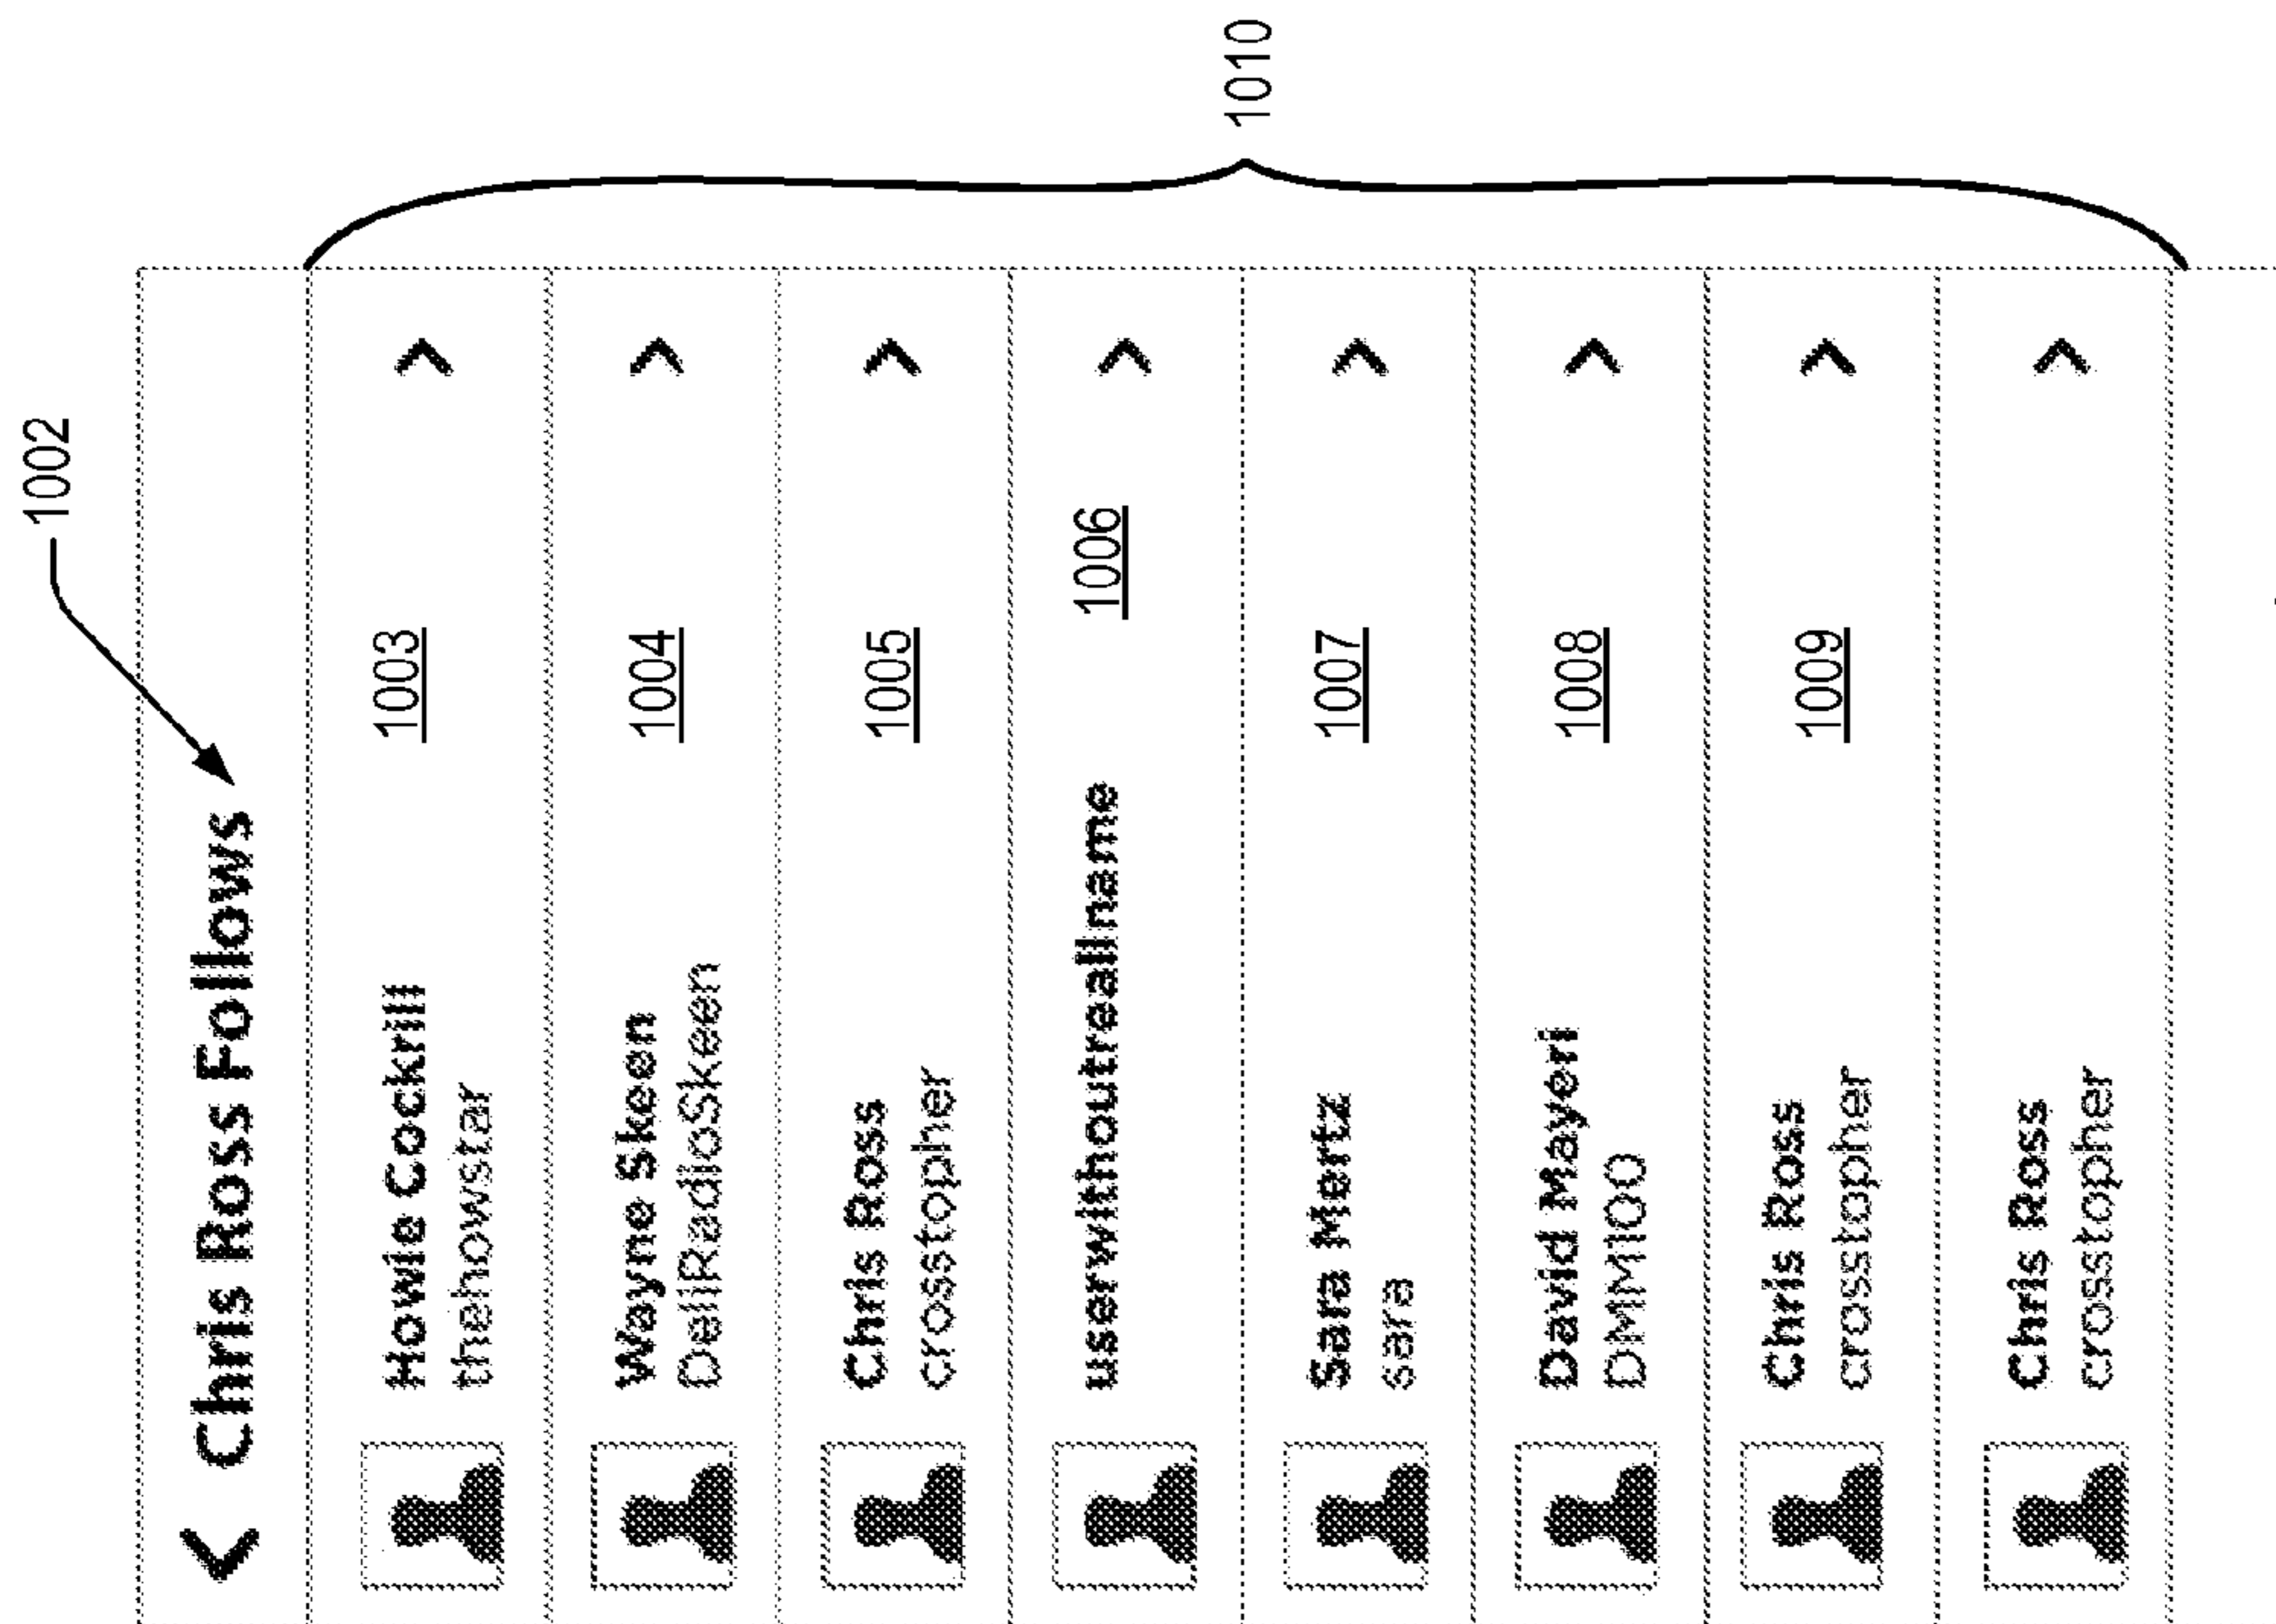 1002
Chris Ross Follows
1010
Howie Cockrill
thehowstar
1003
Wayne Skeen
DeliRadioSkeen
1004
Chris Ross
crosstopher
1005
userwithoutreallname
1006
Sara Mertz
sara
1007
David Mayeri
DMM100
1008
Chris Ross
crosstopher
1009
Chris Ross
crosstopher